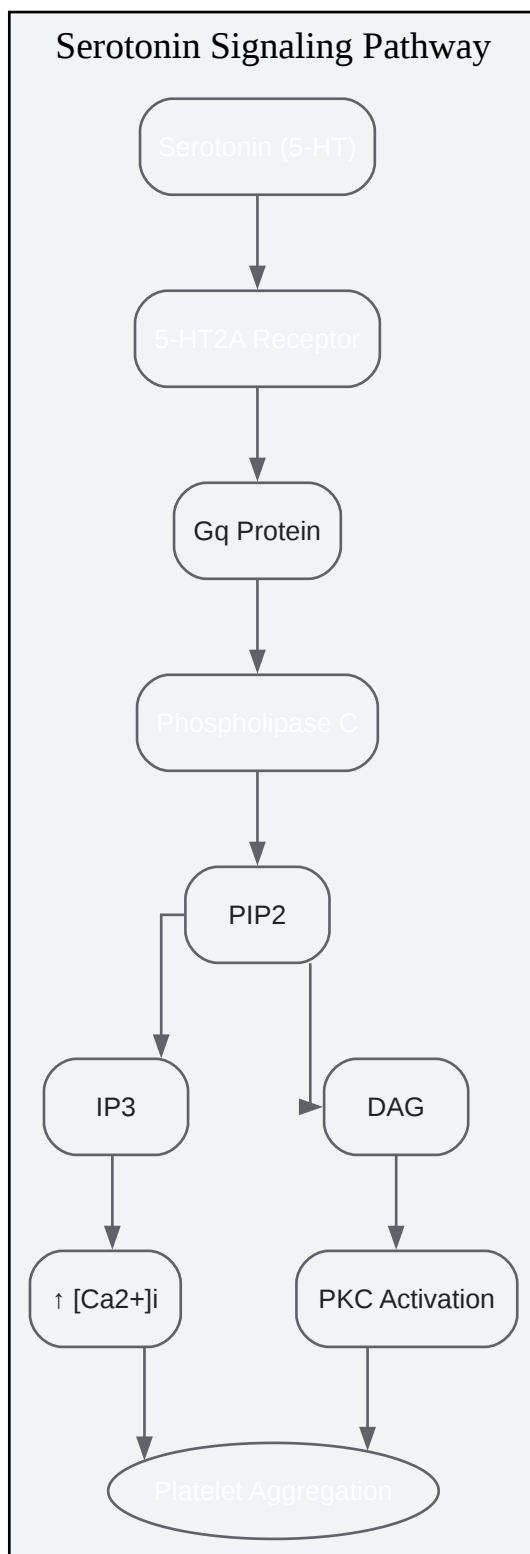 Serotonin Signaling Pathway
Serotonin (5-HT)
5-HT2A Receptor
Gq Protein
Phospholipase C
PIP2
IP3
DAG
↑ [Ca2+]i
PKC Activation
Platelet Aggregation